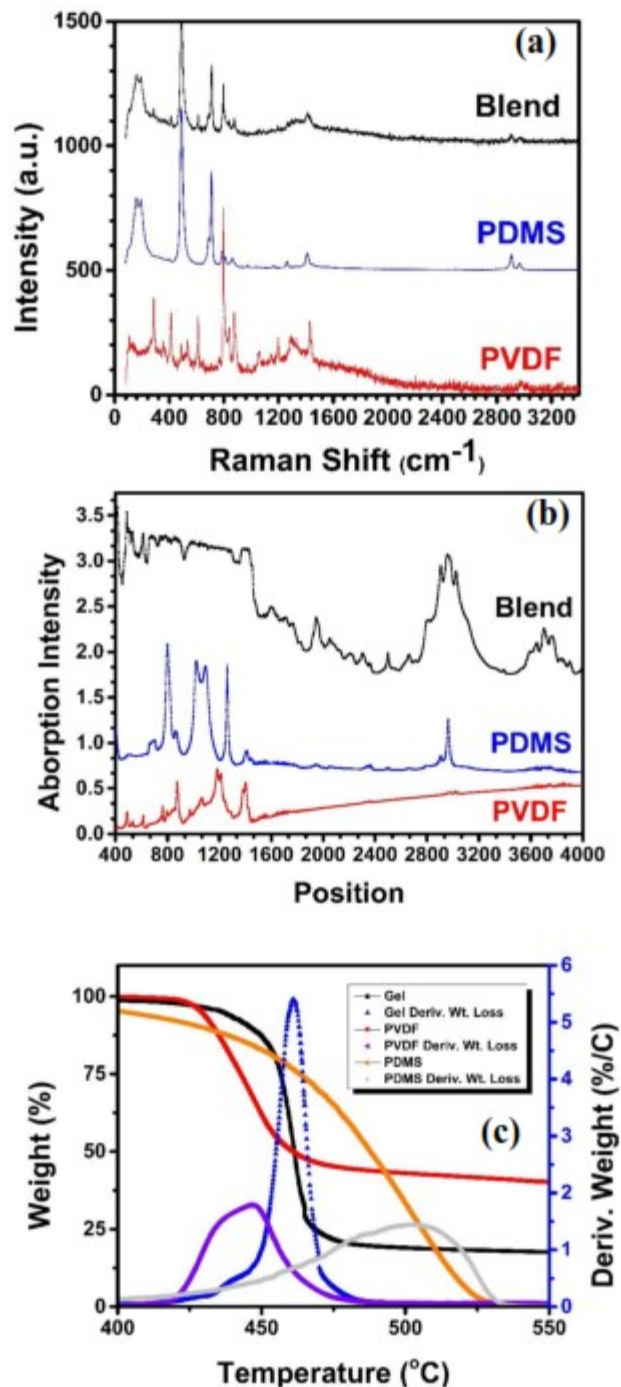 (a)
1500
1000
500
0
Intensity (a.u.)
Blend
PDMS
PVDF
0 400 800 1200 1600 2000 2400 2800 3200
Raman Shift (cm-1)
(b)
3.5
3.0
2.5
2.0
1.5
1.0
0.5
0.0
Aborption Intensity
Blend
PDMS
PVDF
400 800 1200 1600 2000 2400 2800 3200 3600 4000
Position
100
75
50
25
0
Weight (%)
Gel
Gel Deriv. Wt. Loss
PVDF
PVDF Deriv. Wt. Loss
PDMS
PDMS Deriv. Wt. Loss
(c)
6
5
4
3
2
1
0
Deriv. Weight (%/C)
400 450 500 550
Temperature (oC)